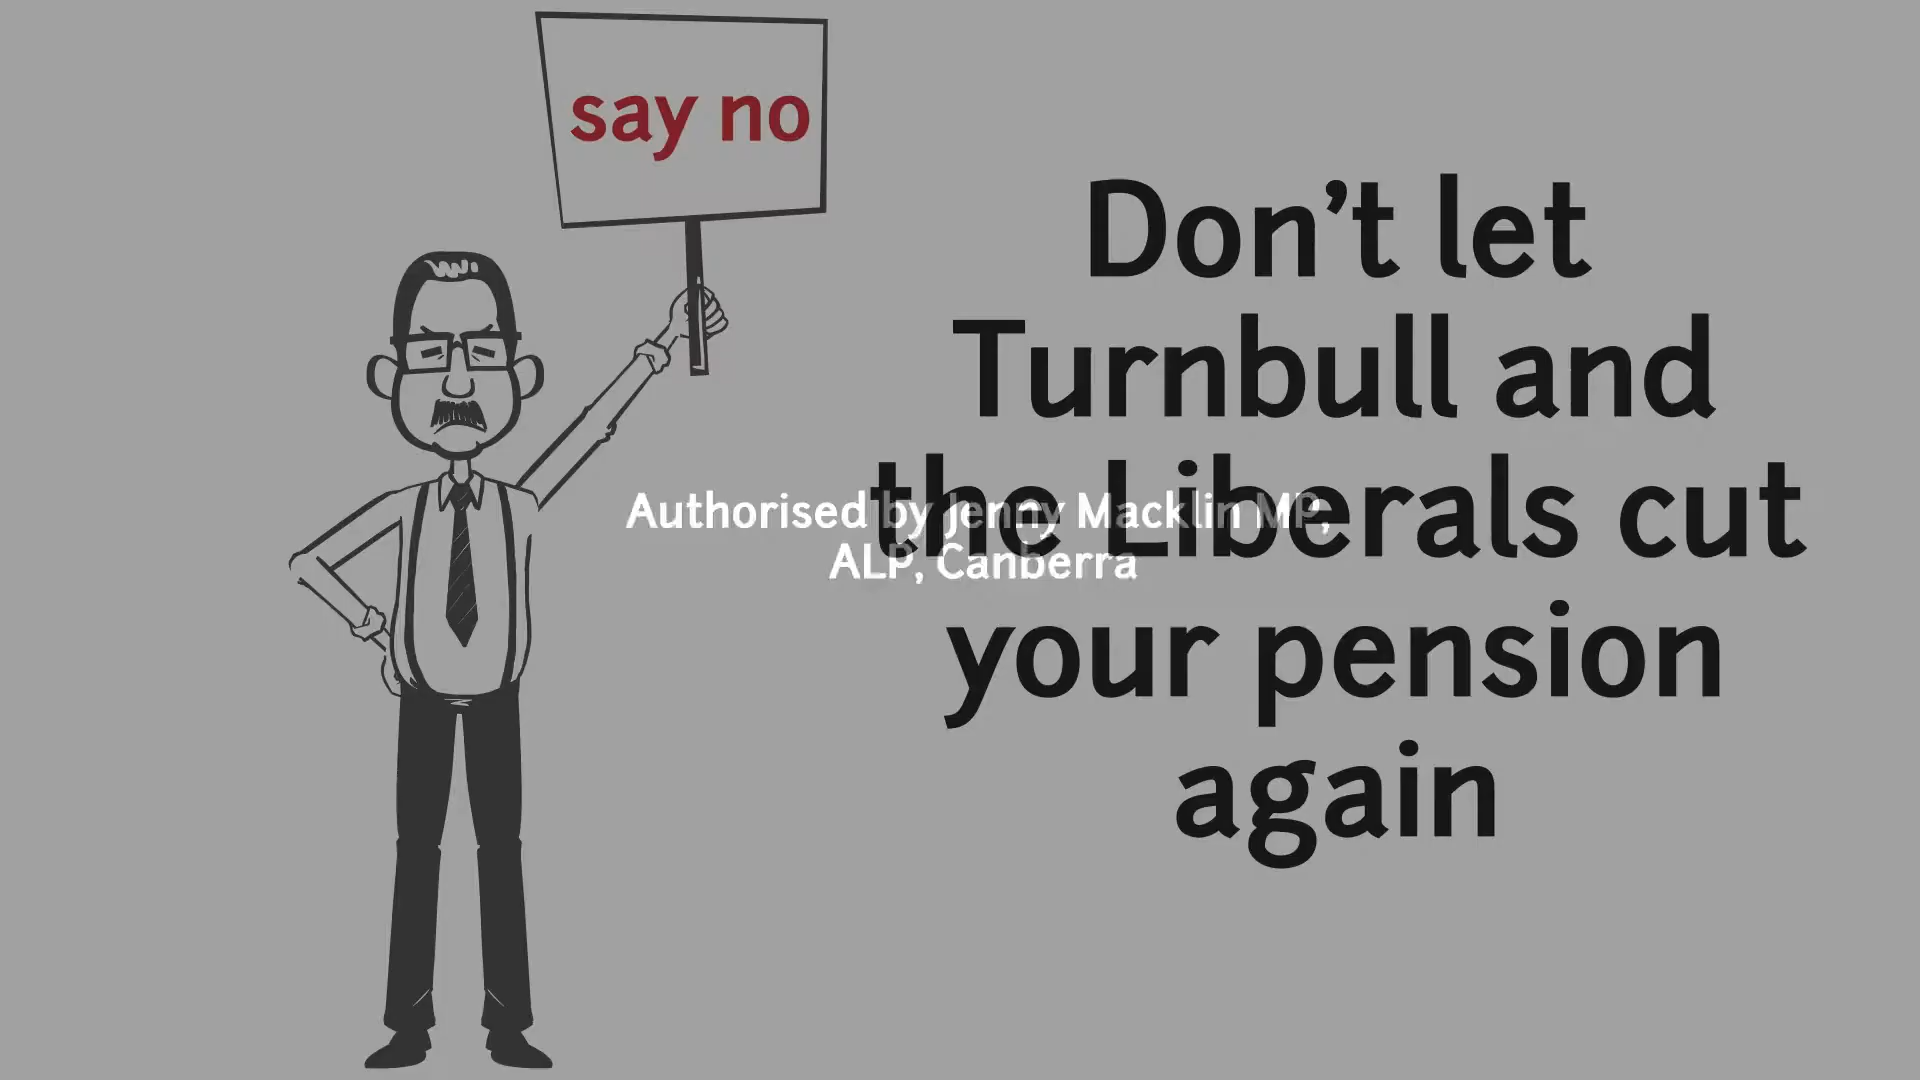 say no
Don't let
Turnbull and
the Liberals cut
your pension
again
Authorised by Jenny Macklin MP,
ALP, Canberra